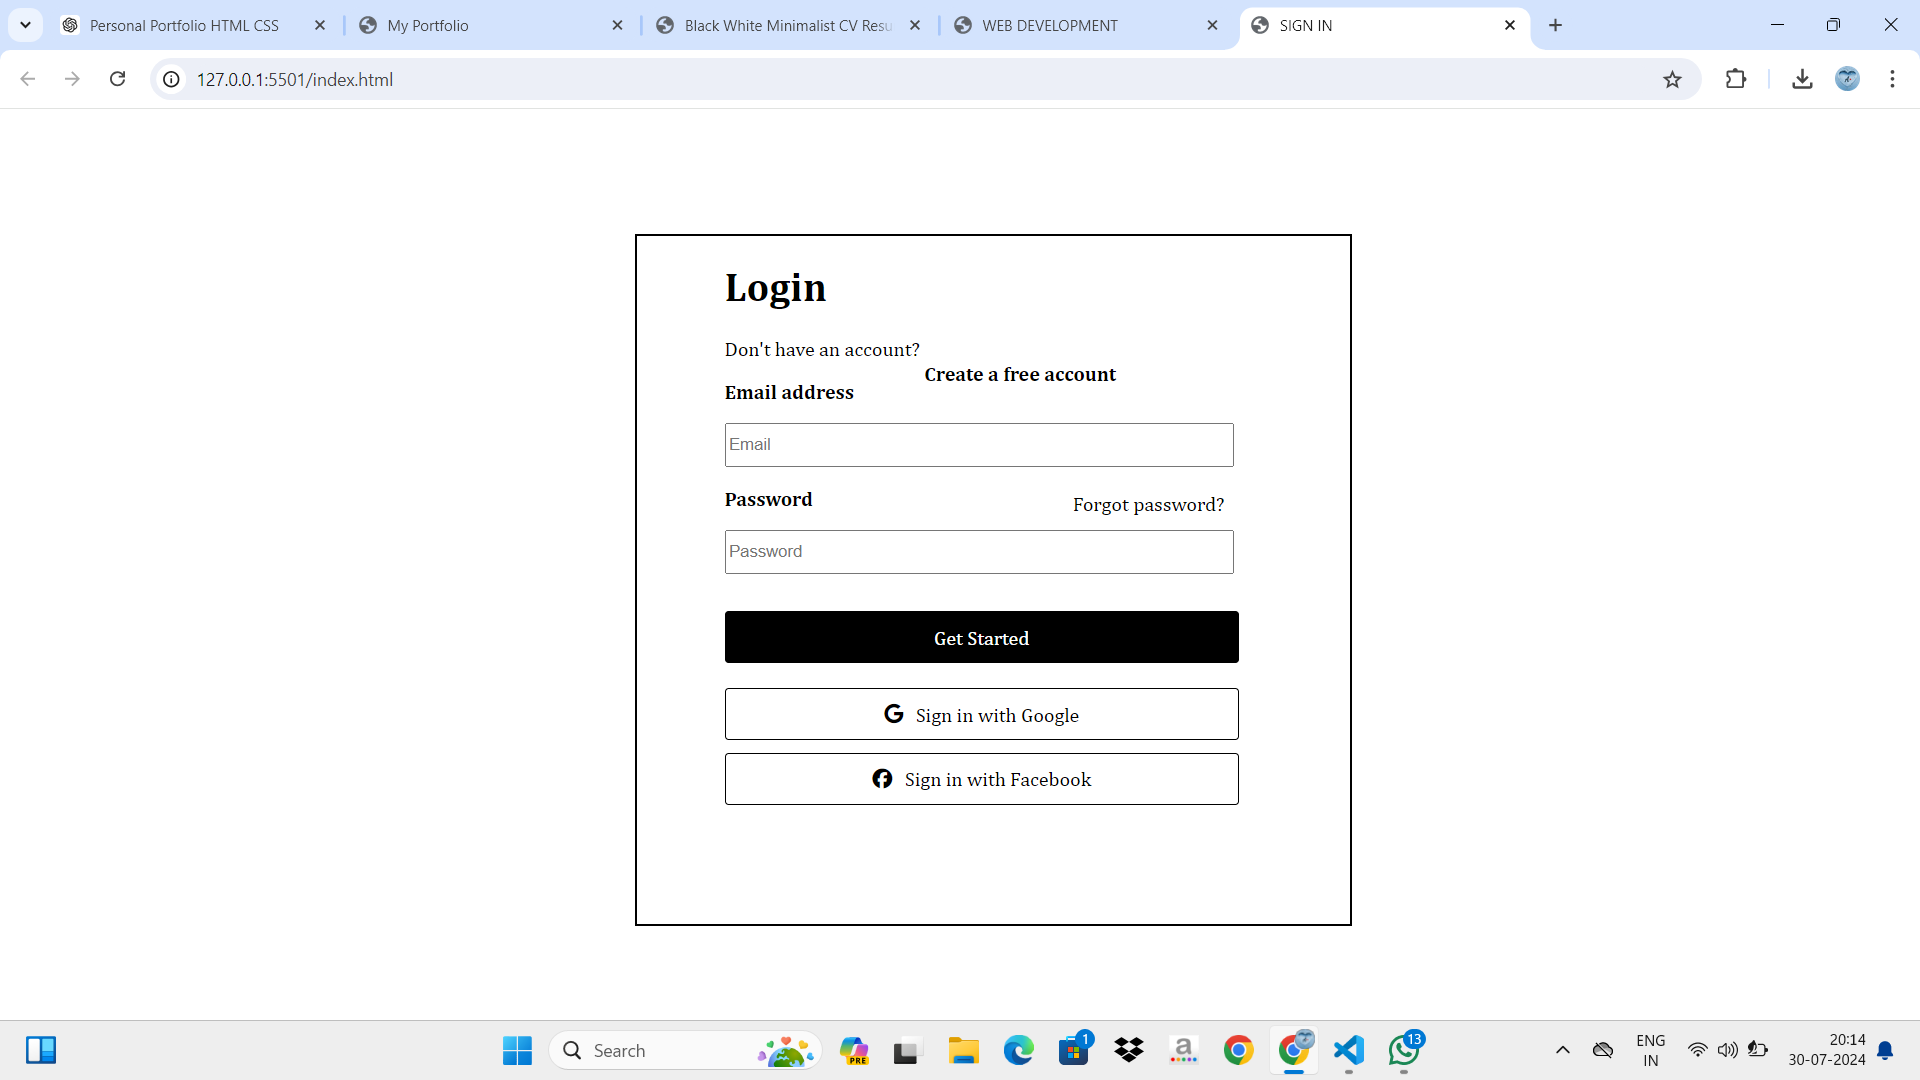 Personal Portfolio HTML CSS
My Portfolio
Black White Minimalist CV Resu
WEB DEVELOPMENT
SIGN IN
127.0.0.1:5501/index.html
Login
Don't have an account?
Create a free account
Email address
Email
Password
Forgot password?
Password
Get Started
G Sign in with Google
Sign in with Facebook
Search
PRE
1
a
13
ENG
IN
20:14
30-07-2024